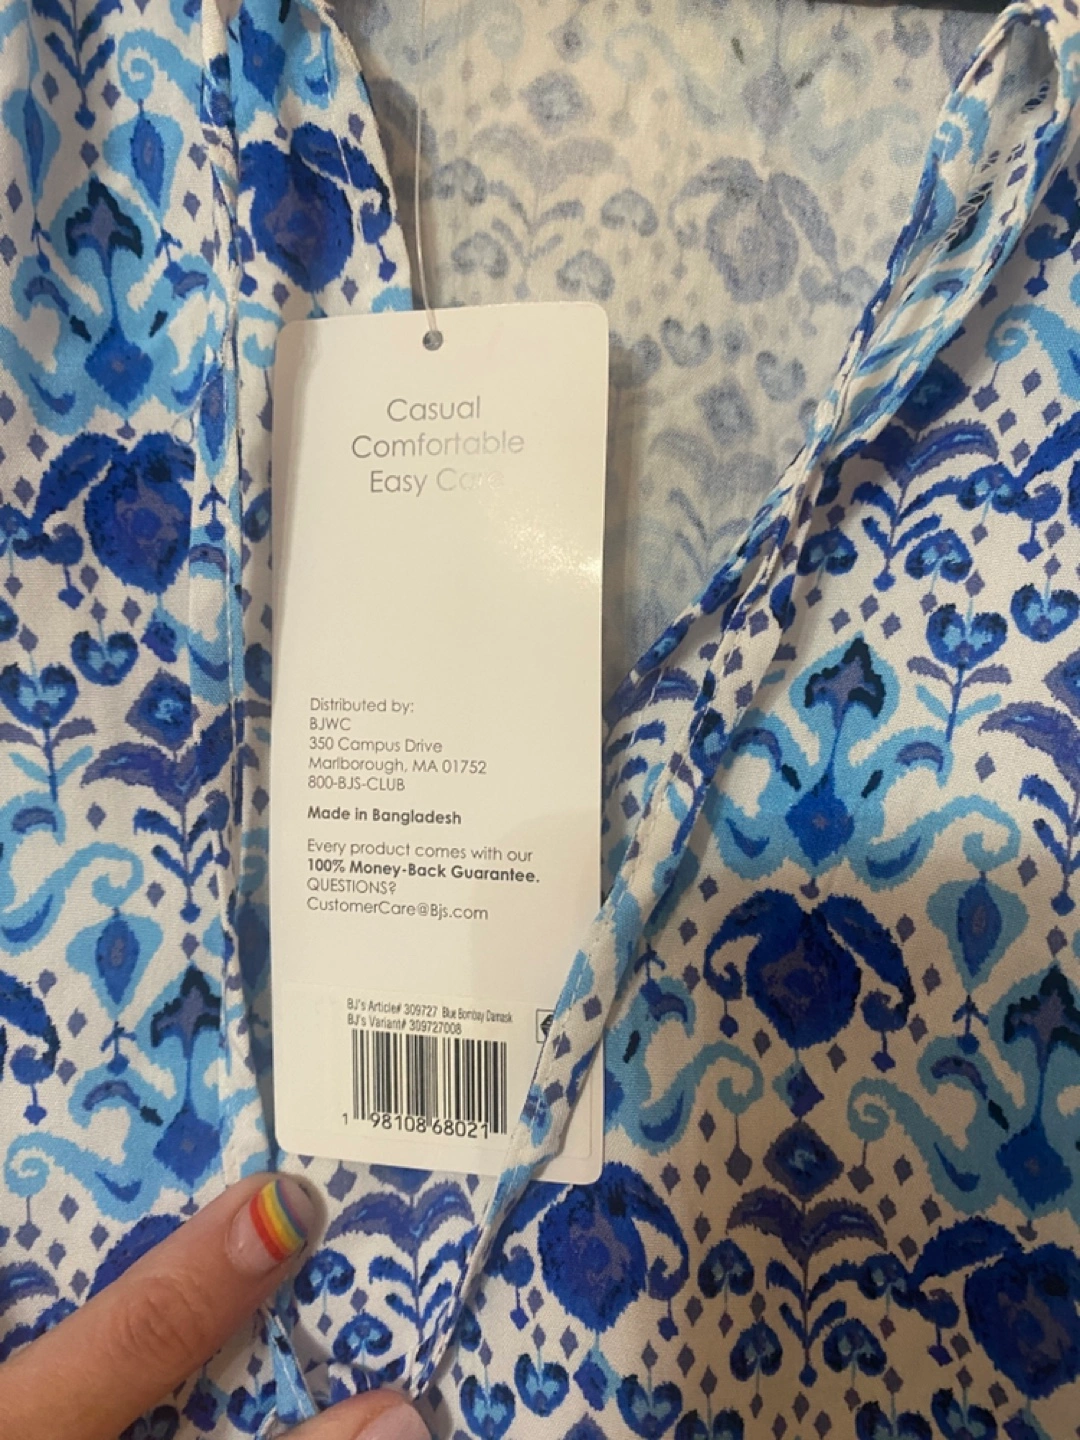 Casual
Comfortable
Easy Care
Distributed by:
BJWC
350 Campus Drive
Marlborough, MA 01752
800-BJS-CLUB
Made in Bangladesh
Every product comes with our
100% Money-Back Guarantee.
QUESTIONS?
CustomerCare@Bjs.com
BJ's Article# 309727 Blue Bombay Damask
BJ's Variant# 309727008
1 98108 68021